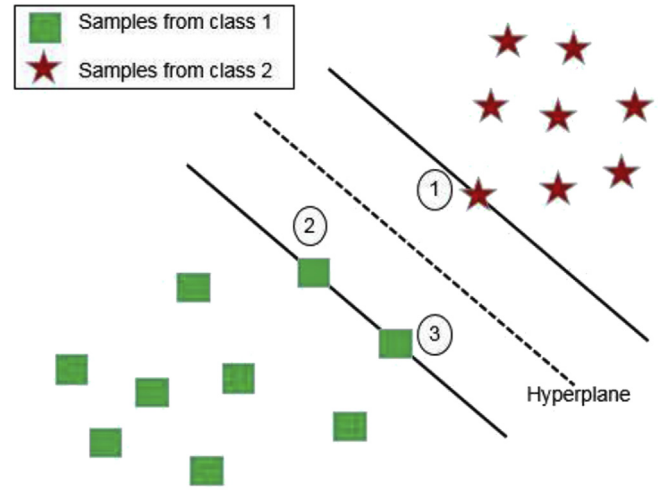 Samples from class 1
Samples from class 2
1
2
3
Hyperplane